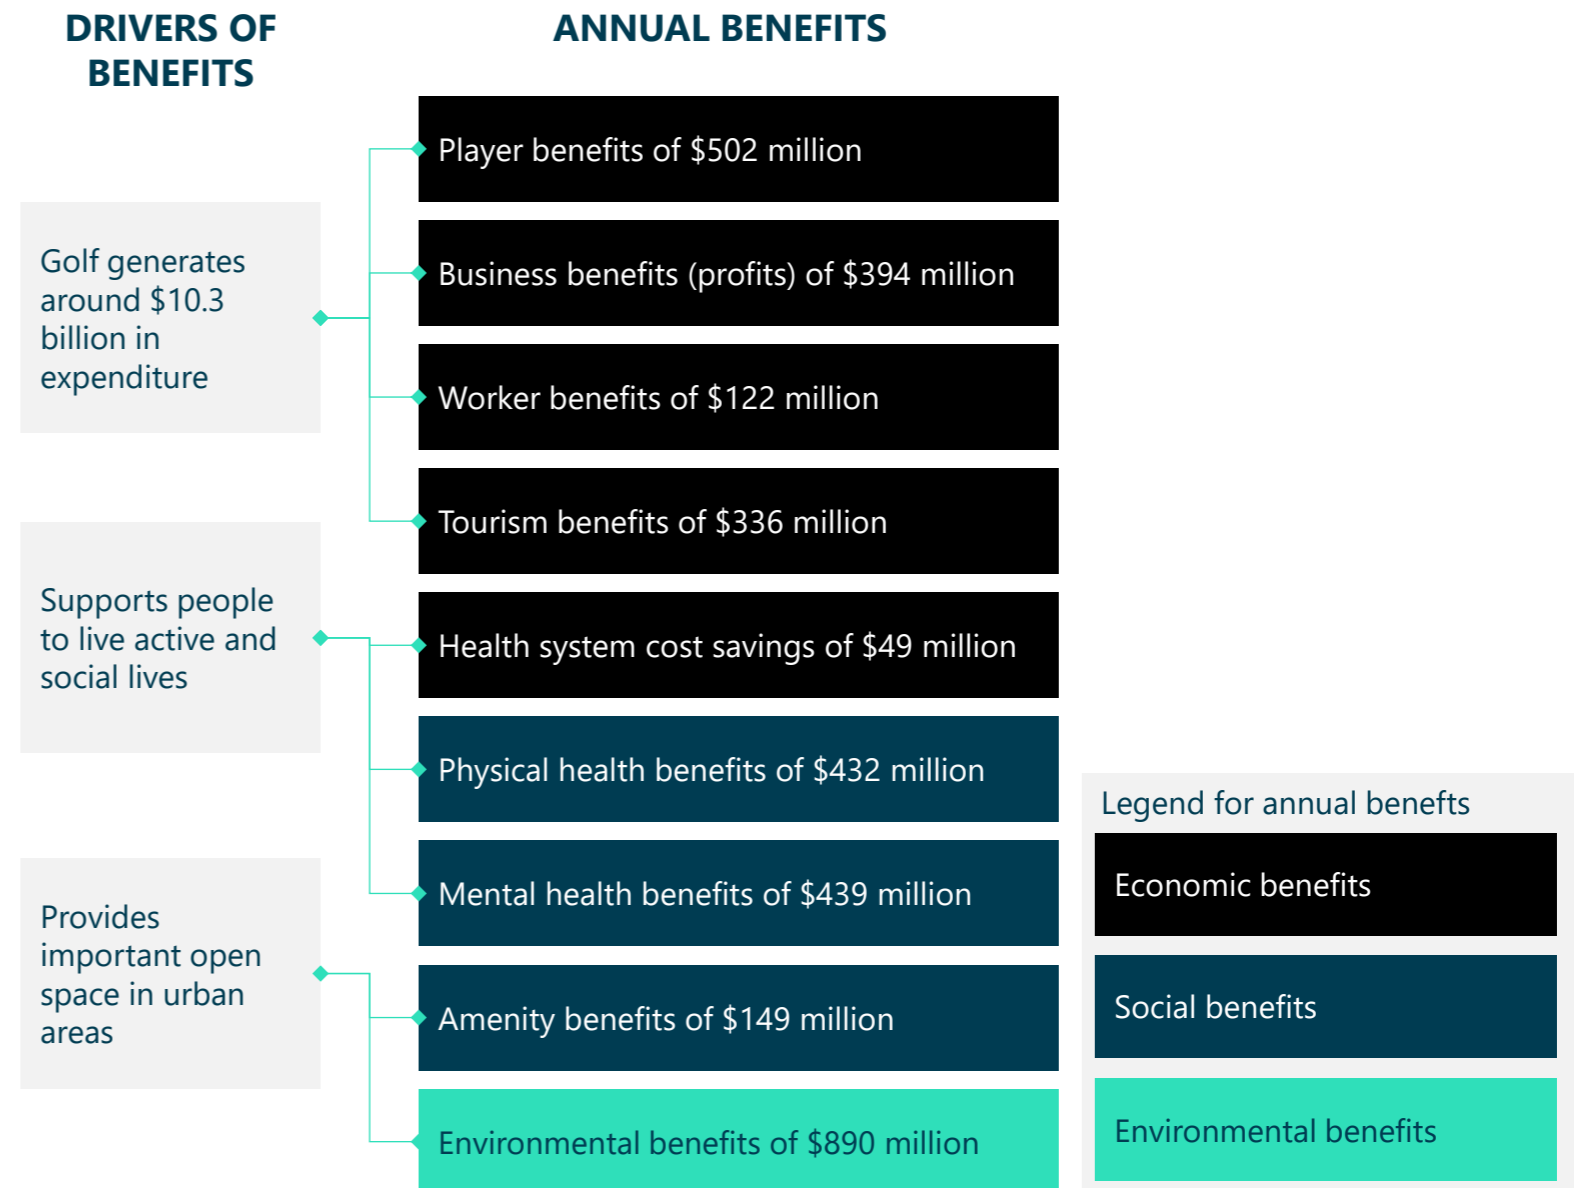 DRIVERS OF
BENEFITS
ANNUAL BENEFITS
Golf generates
around $10.3
billion in
expenditure
Supports people
to live active and
social lives
Provides
important open
space in urban
areas
Player benefits of $502 million
Business benefits (profits) of $394 million
Worker benefits of $122 million
Tourism benefits of $336 million
Health system cost savings of $49 million
Physical health benefits of $432 million
Mental health benefits of $439 million
Amenity benefits of $149 million
Environmental benefits of $890 million
Legend for annual benefts
Economic benefits
Social benefits
Environmental benefits